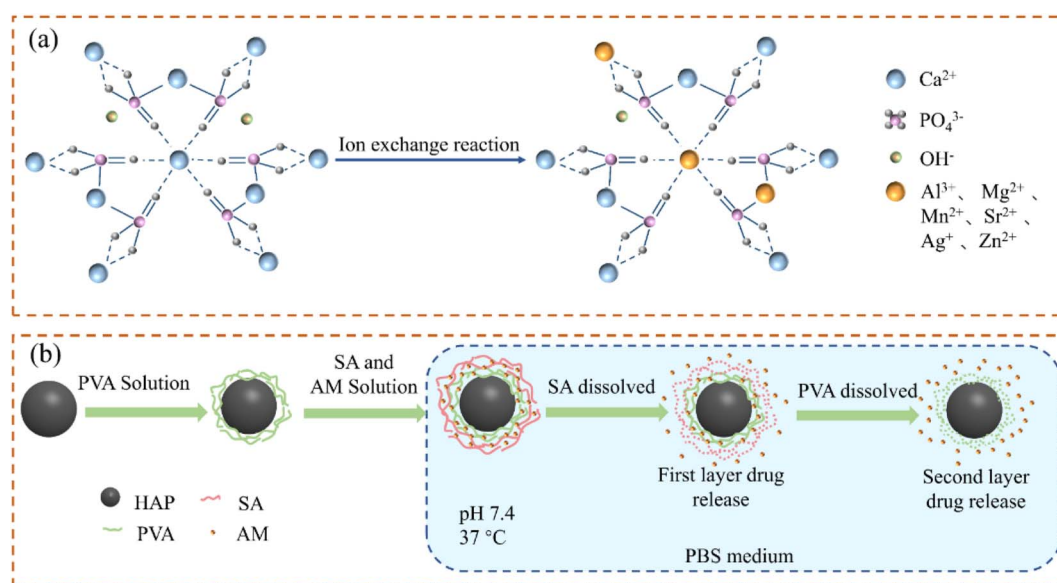 (a)
Ion exchange reaction
Ca²⁺
PO₄³⁻
OH⁻
Al³⁺、 Mg²⁺、
Mn²⁺、Sr²⁺、
Ag⁺、Zn²⁺
(b)
PVA Solution
SA and
AM Solution
SA dissolved
PVA dissolved
First layer drug
release
Second layer
drug release
HAP
SA
PVA
AM
pH 7.4
37 °C
PBS medium